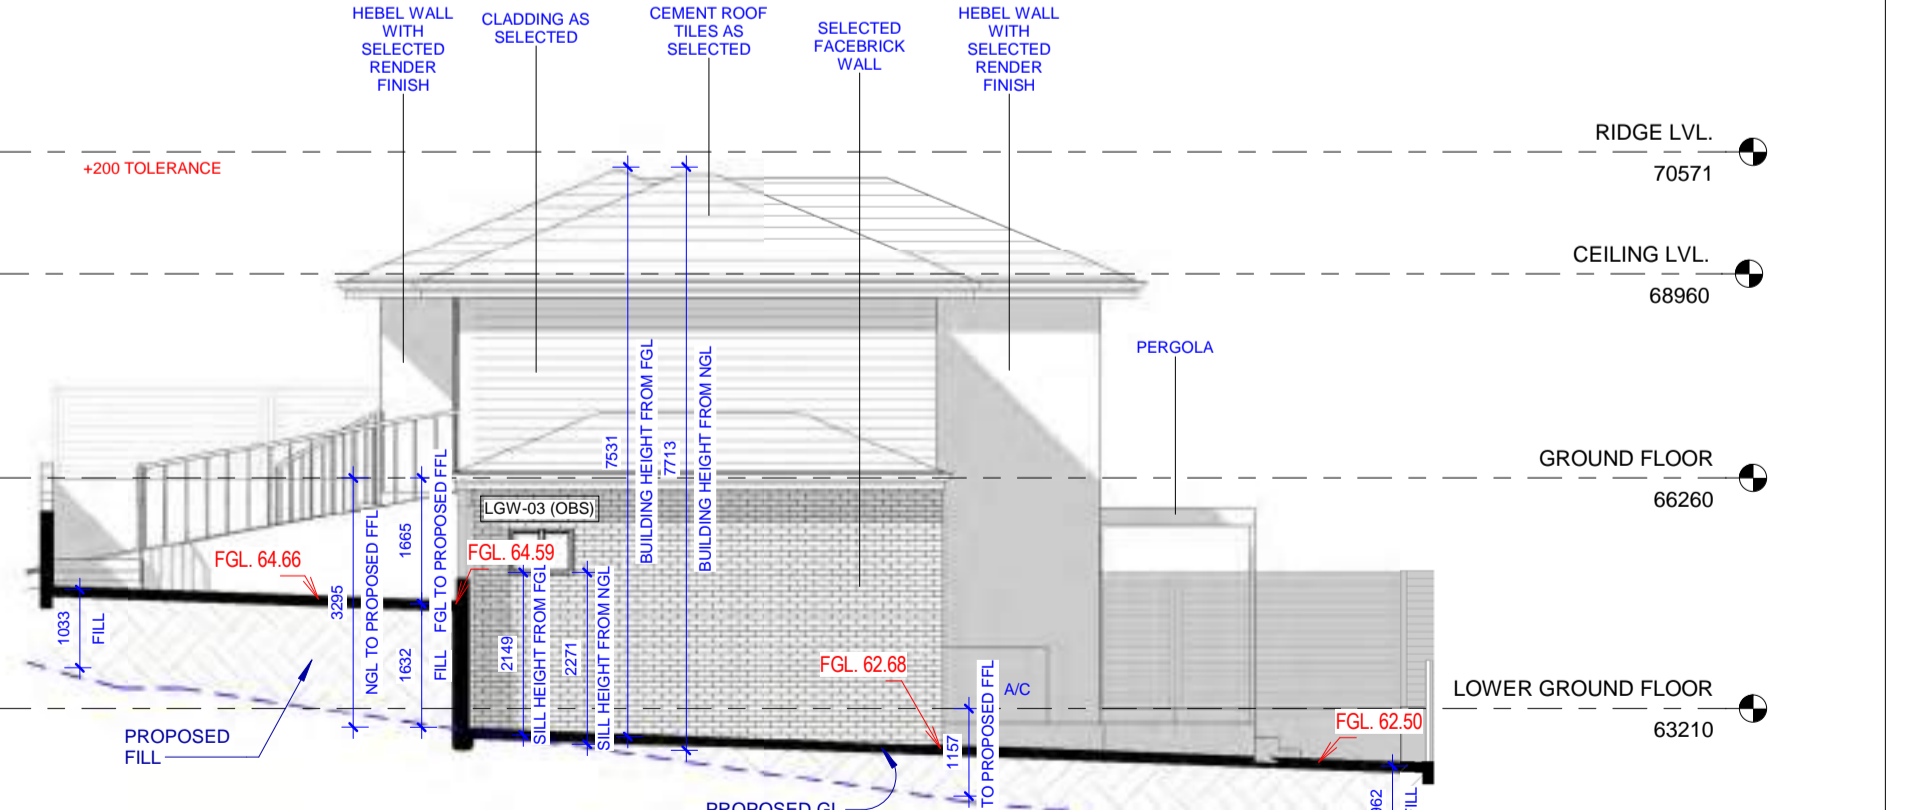 HEBEL WALL
WITH
SELECTED
RENDER
FINISH
CLADDING AS
SELECTED
CEMENT ROOF
TILES AS
SELECTED
SELECTED
FACEBRICK
WALL
HEBEL WALL
WITH
SELECTED
RENDER
FINISH
RIDGE LVL.
70571
+200 TOLERANCE
CEILING LVL.
68960
PERGOLA
GROUND FLOOR
66260
7531
BUILDING HEIGHT FROM FGL
7713
BUILDING HEIGHT FROM NGL
LGW-03 (OBS)
FGL. 64.66
FGL. 64.59
3295
NGL TO PROPOSED FFL
1665
FGL TO PROPOSED FFL
1632
FILL
1033
FILL
2149
SILL HEIGHT FROM FGL
2271
SILL HEIGHT FROM NGL
FGL. 62.68
A/C
1157
TO PROPOSED FFL
LOWER GROUND FLOOR
63210
FGL. 62.50
PROPOSED
FILL
PROPOSED GL